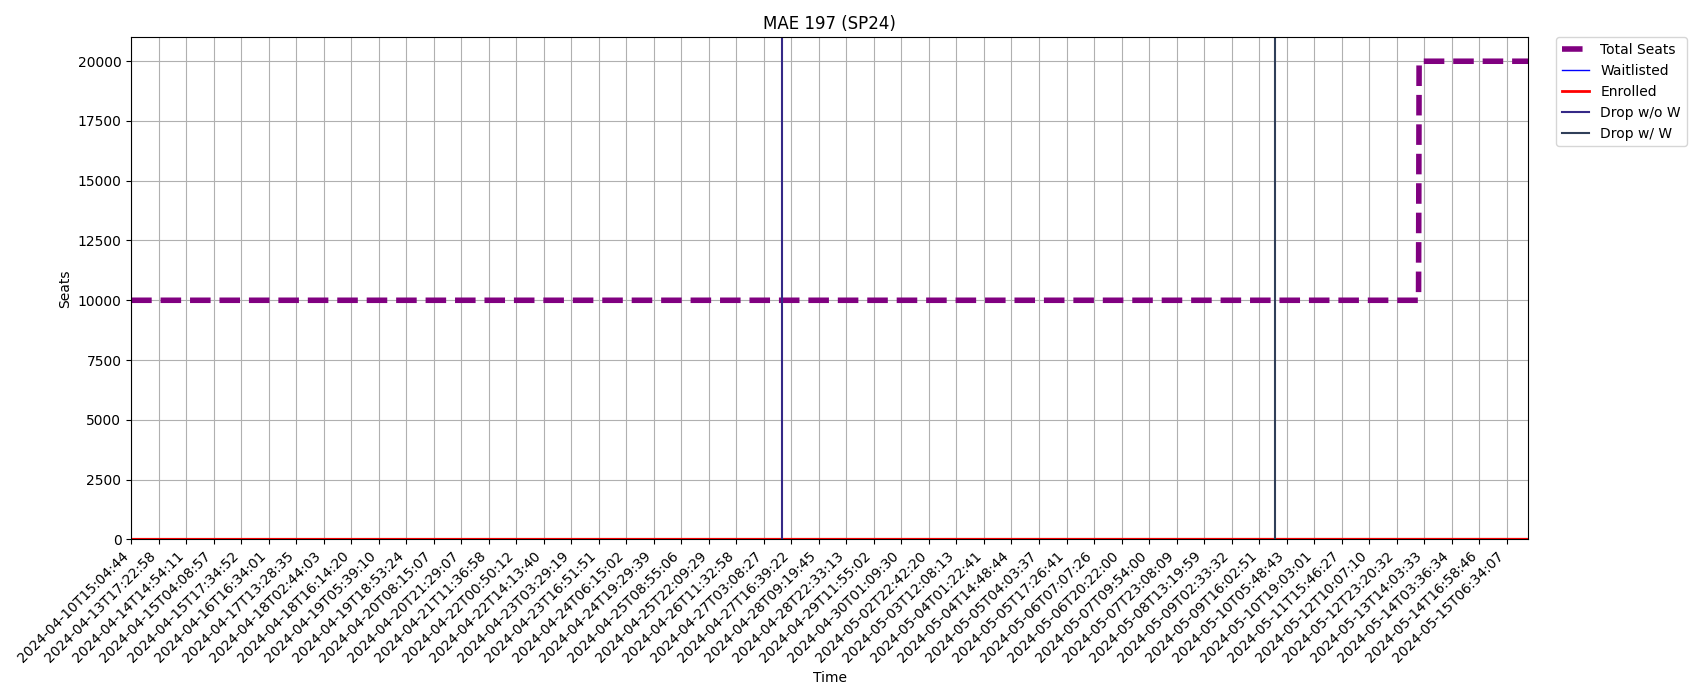 MAE 197 (SP24)
Total Seats
Waitlisted
Enrolled
Drop w/o W
Drop w/ W
20000
17500
15000
12500
10000
7500
5000
2500
0
Seats
2024-04-10T15:04:44
2024-04-13T17:22:58
2024-04-14T14:54:11
2024-04-15T04:08:57
2024-04-15T17:34:52
2024-04-16T16:34:01
2024-04-17T13:28:35
2024-04-18T02:44:03
2024-04-18T16:14:20
2024-04-19T05:39:10
2024-04-19T18:53:24
2024-04-20T08:15:07
2024-04-20T21:29:07
2024-04-21T11:36:58
2024-04-22T00:50:12
2024-04-22T14:13:40
2024-04-23T03:29:19
2024-04-23T16:51:51
2024-04-24T06:15:02
2024-04-24T19:29:39
2024-04-25T08:55:06
2024-04-25T22:09:29
2024-04-26T11:32:58
2024-04-27T03:08:27
2024-04-27T16:39:22
2024-04-28T09:19:45
2024-04-28T22:33:13
2024-04-29T11:55:02
2024-04-30T01:09:30
2024-05-02T22:42:20
2024-05-03T12:08:13
2024-05-04T01:22:41
2024-05-04T14:48:44
2024-05-05T04:03:37
2024-05-05T17:26:41
2024-05-06T07:07:26
2024-05-06T20:22:00
2024-05-07T09:54:00
2024-05-07T23:08:09
2024-05-08T13:19:59
2024-05-09T02:33:32
2024-05-09T16:02:51
2024-05-10T05:48:43
2024-05-10T19:03:01
2024-05-11T15:46:27
2024-05-12T10:07:10
2024-05-12T23:20:32
2024-05-13T14:03:33
2024-05-14T03:36:34
2024-05-14T16:58:46
2024-05-15T06:34:07
Time